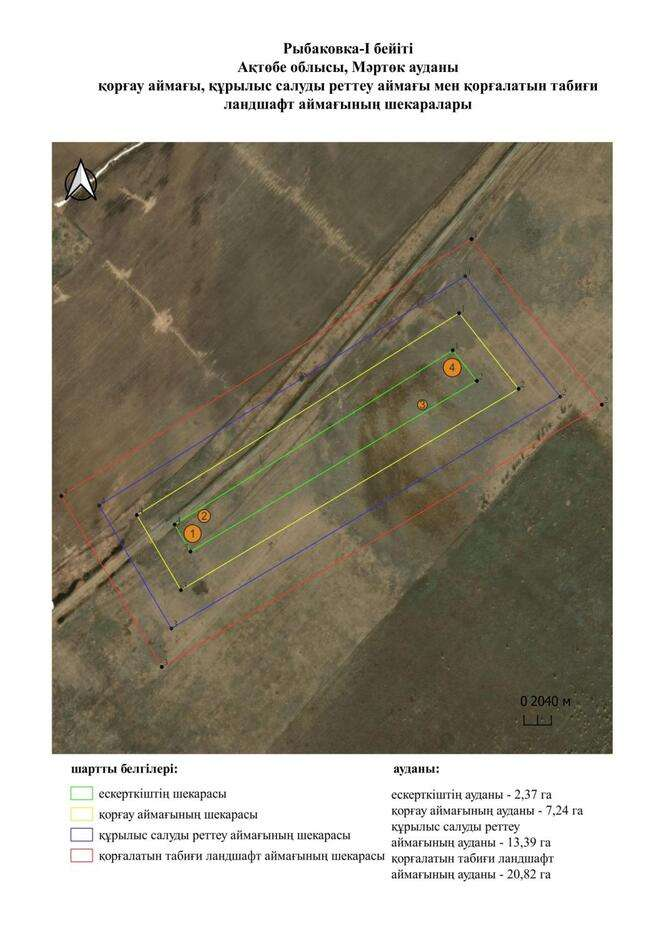 Рыбаковка-I бейіті
Ақтөбе облысы, Мәртөк ауданы
қорғау аймағы, құрылыс салуды реттеу аймағы мен қорғалатын табиғи
ландшафт аймағының шекаралары
4
3
2
1
0 2040 м
шартты белгілері:
ескерткіштің шекарасы
қорғау аймағының шекарасы
құрылыс салуды реттеу аймағының шекарасы
қорғалатын табиғи ландшафт аймағының шекарасы
ауданы:
ескерткіштің ауданы - 2,37 га
қорғау аймағының ауданы - 7,24 га
құрылыс салуды реттеу
аймағының ауданы - 13,39 га
қорғалатын табиғи ландшафт
аймағының ауданы - 20,82 га